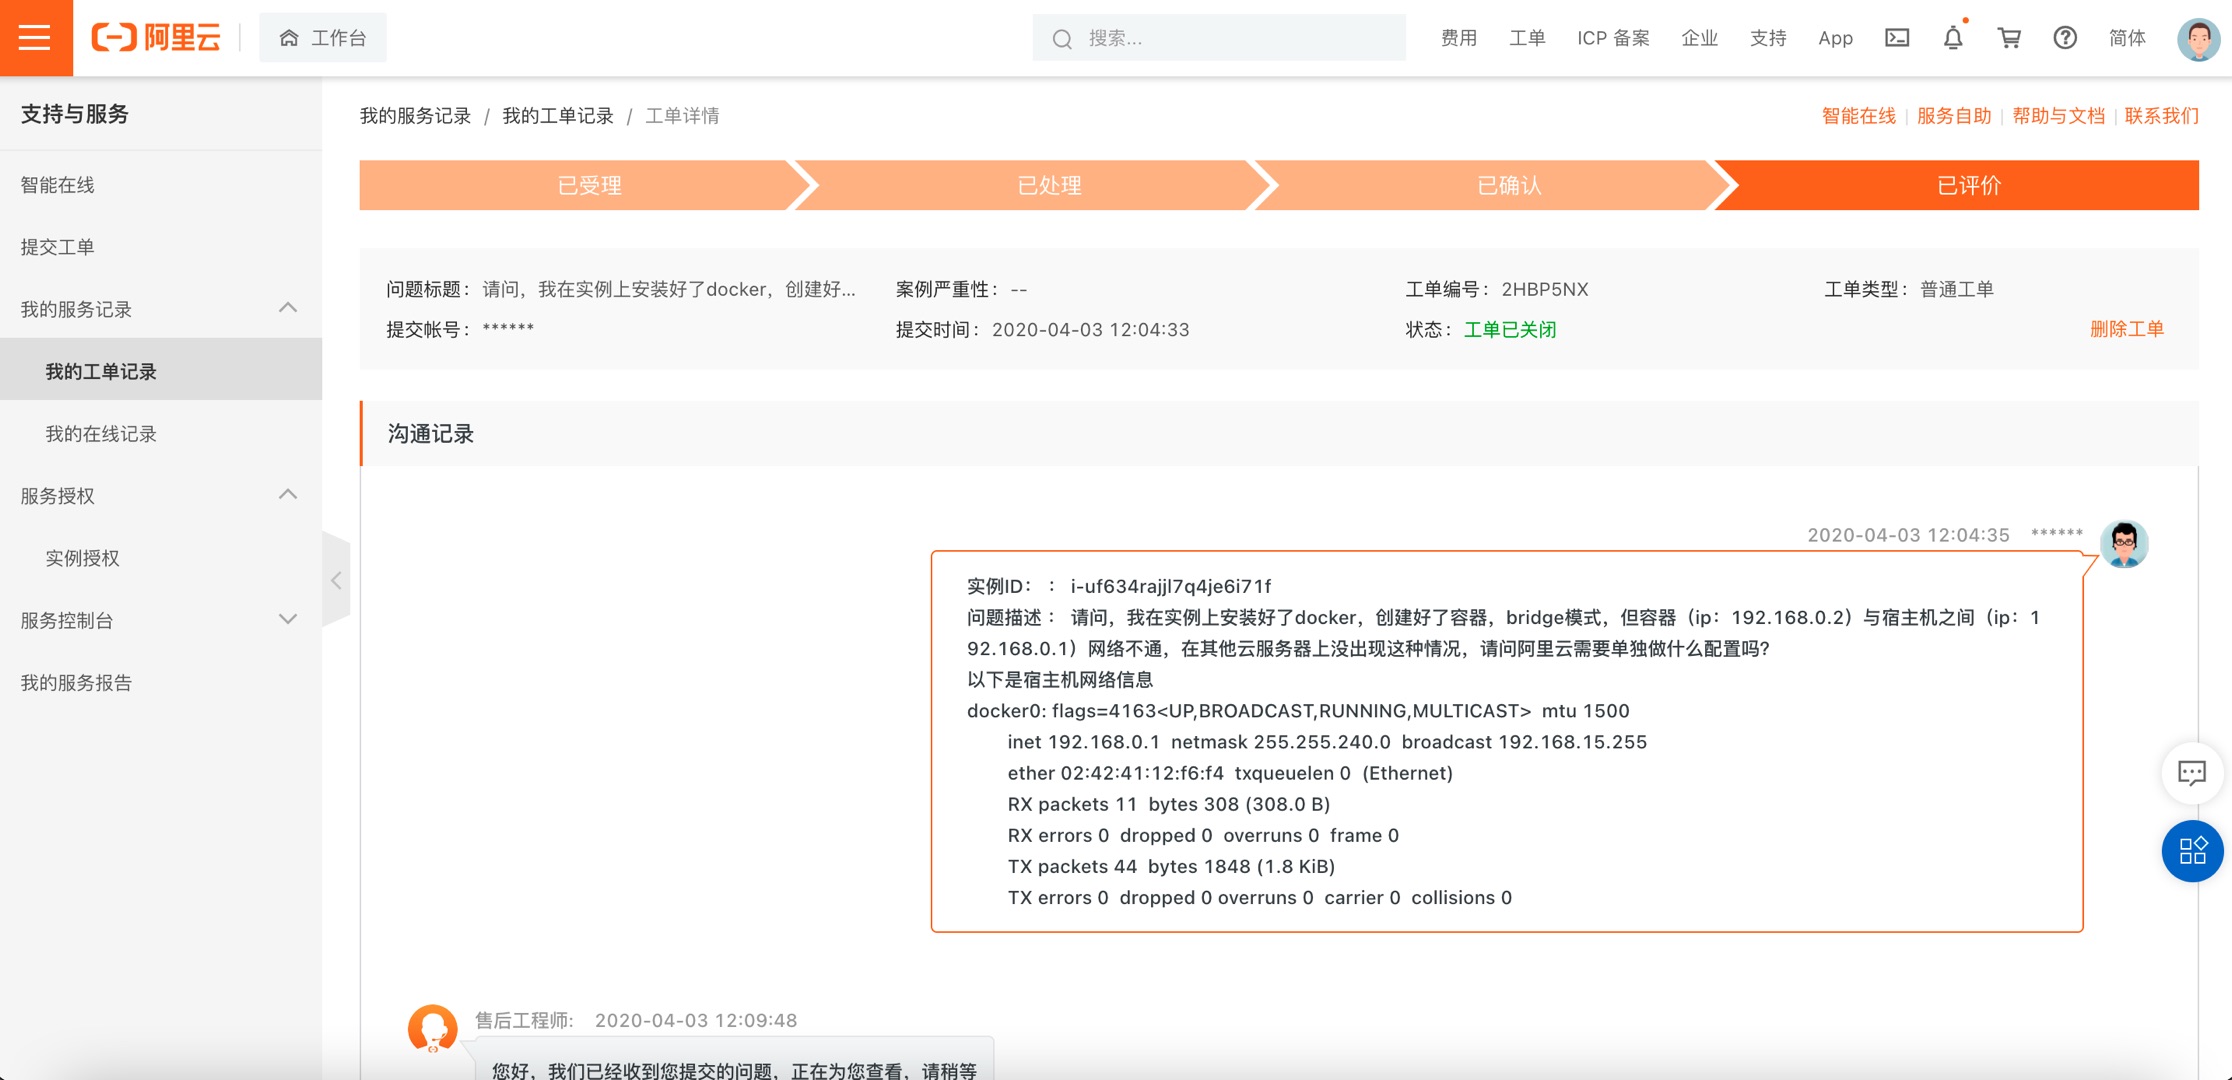 阿里云
工作台
搜索...
费用 工单 ICP 备案 企业 支持 App 简体
支持与服务
智能在线
提交工单
我的服务记录
我的工单记录
我的在线记录
服务授权
实例授权
服务控制台
我的服务报告
我的服务记录 / 我的工单记录 / 工单详情
智能在线 | 服务自助 | 帮助与文档 | 联系我们
已受理 已处理 已确认 已评价
问题标题： 请问，我在实例上安装好了docker，创建好... 案例严重性： -- 工单编号： 2HBP5NX 工单类型： 普通工单
提交帐号： ****** 提交时间： 2020-04-03 12:04:33 状态： 工单已关闭 删除工单
沟通记录
2020-04-03 12:04:35 ******
实例ID： ： i-uf634rajjl7q4je6i71f
问题描述 ： 请问，我在实例上安装好了docker，创建好了容器，bridge模式，但容器（ip：192.168.0.2）与宿主机之间（ip：1
92.168.0.1）网络不通，在其他云服务器上没出现这种情况，请问阿里云需要单独做什么配置吗？
以下是宿主机网络信息
docker0: flags=4163<UP,BROADCAST,RUNNING,MULTICAST> mtu 1500
inet 192.168.0.1 netmask 255.255.240.0 broadcast 192.168.15.255
ether 02:42:41:12:f6:f4 txqueuelen 0 (Ethernet)
RX packets 11 bytes 308 (308.0 B)
RX errors 0 dropped 0 overruns 0 frame 0
TX packets 44 bytes 1848 (1.8 KiB)
TX errors 0 dropped 0 overruns 0 carrier 0 collisions 0
售后工程师: 2020-04-03 12:09:48
您好，我们已经收到您提交的问题，正在为您查看，请稍等